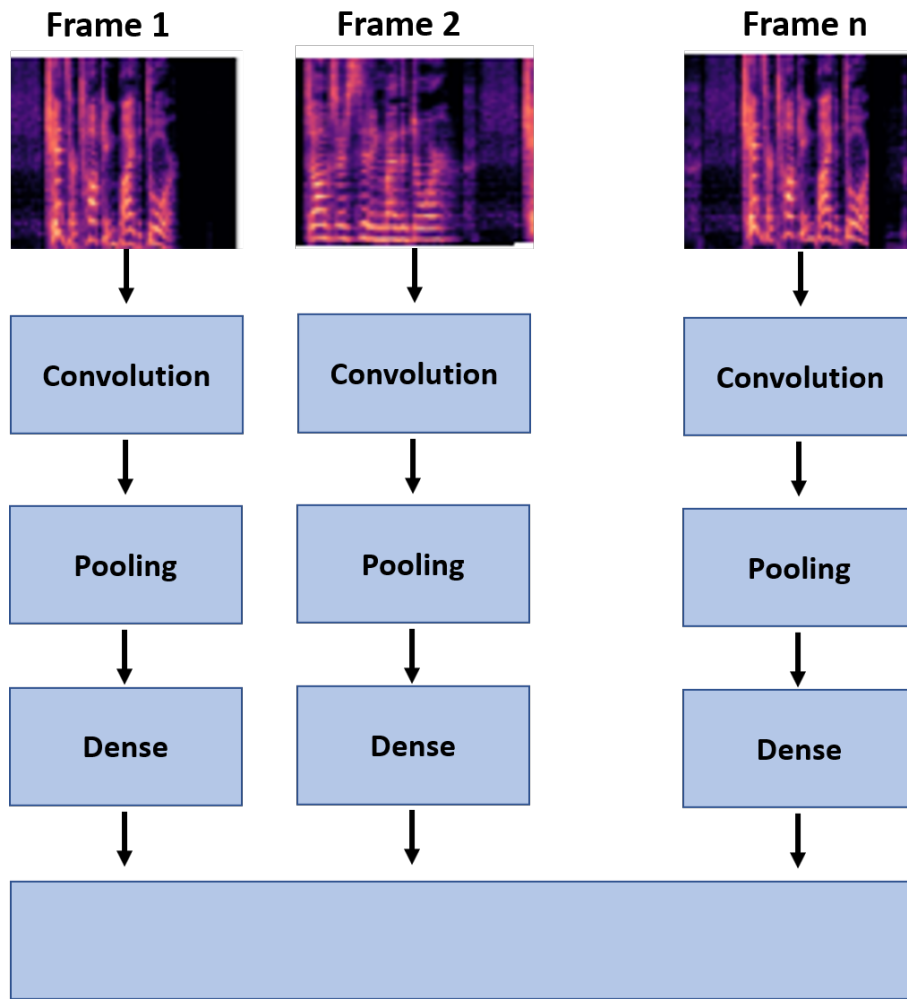 Frame 1
Frame 2
Frame n
Convolution
Convolution
Convolution
Pooling
Pooling
Pooling
Dense
Dense
Dense